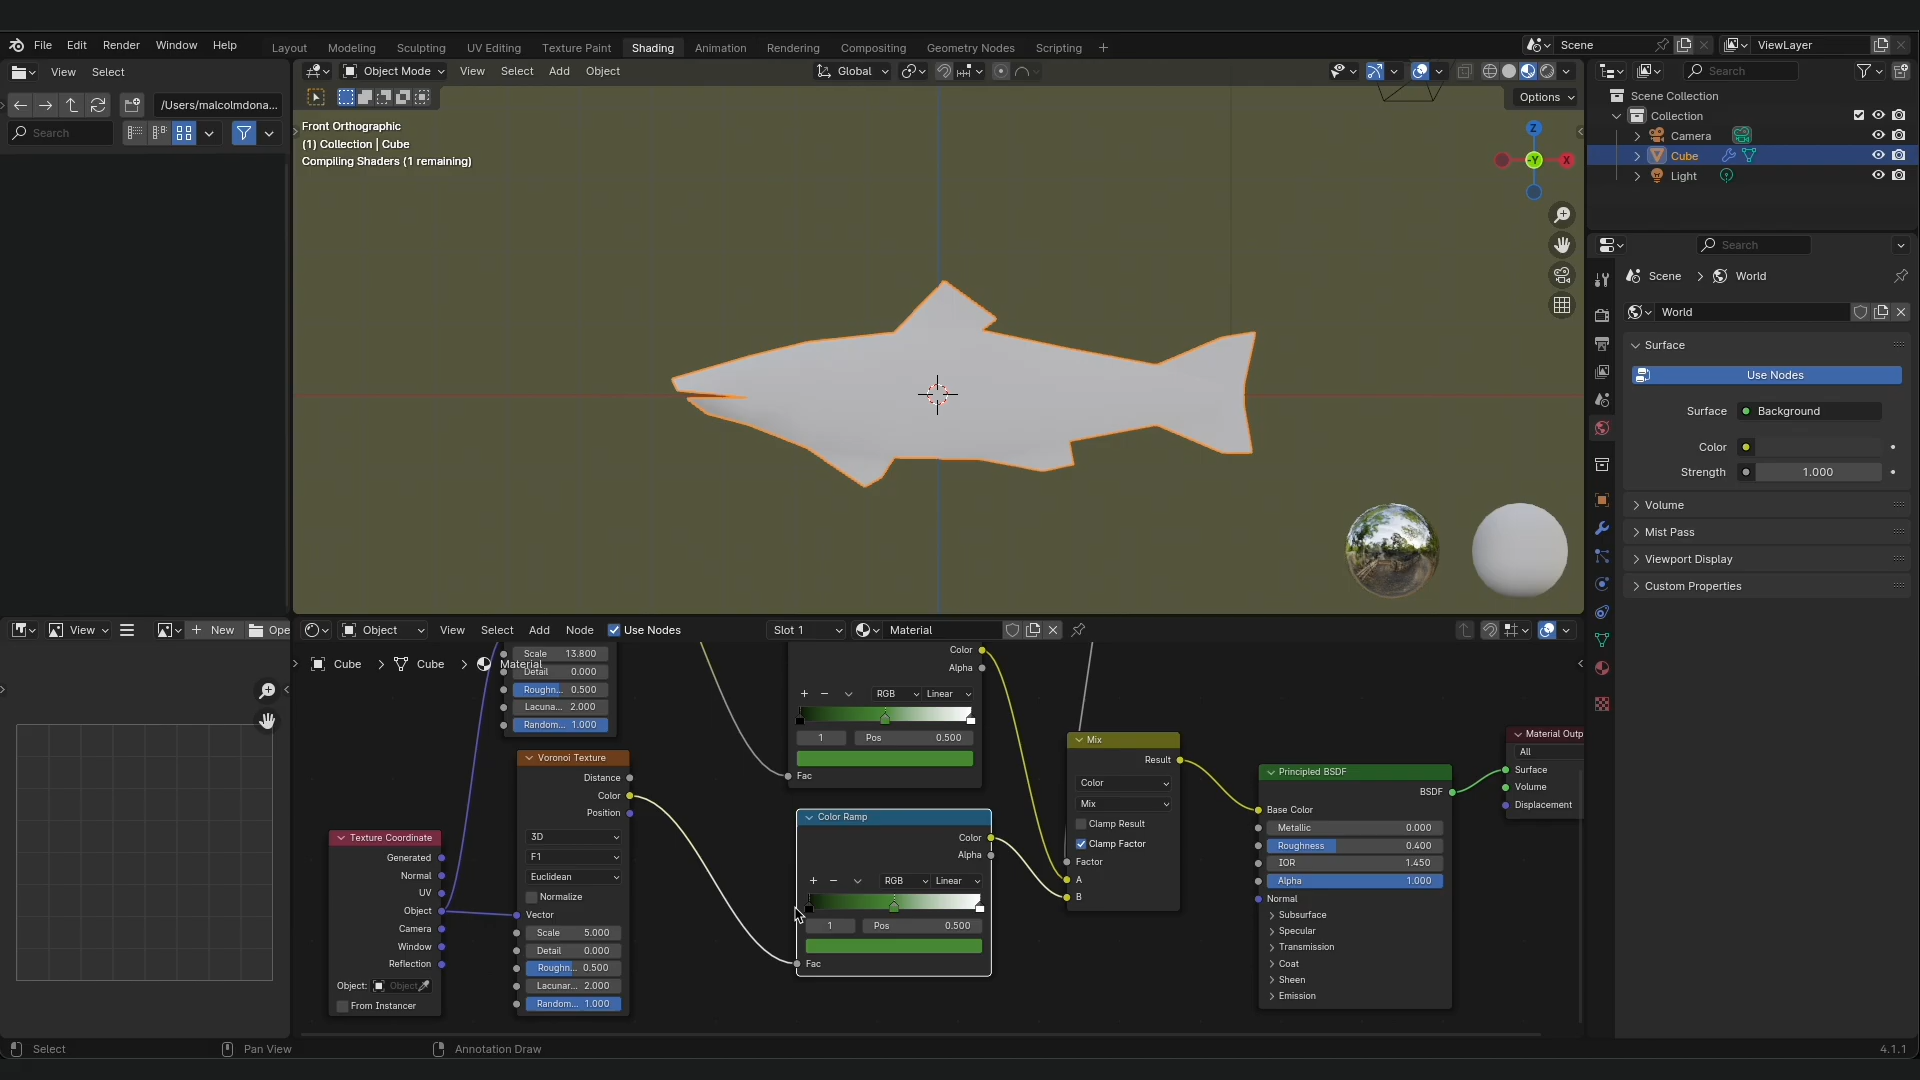 File Edit Render Window Help
Layout Modeling Sculpting UV Editing Texture Paint Shading Animation Rendering Compositing Geometry Nodes Scripting +
Scene
ViewLayer
View Select
Object Mode View Select Add Object
Global
Search
/Users/malcolmdona...
Search
Options
Scene Collection
Collection
Camera
Cube
Light
Front Orthographic
(1) Collection | Cube
Compiling Shaders (1 remaining)
Z
-Y
X
Search
Scene > World
World
Surface
Use Nodes
Surface Background
Color
Strength 1.000
Volume
Mist Pass
Viewport Display
Custom Properties
View + New Ope
Object View Select Add Node Use Nodes Slot 1 Material
Cube > Cube > Material
Scale 13.800
Detail 0.000
Roughn... 0.500
Lacuna... 2.000
Random... 1.000
Voronoi Texture
Distance
Color
Position
3D
F1
Euclidean
Normalize
Vector
Scale 5.000
Detail 0.000
Roughn... 0.500
Lacunar... 2.000
Random... 1.000
Texture Coordinate
Generated
Normal
UV
Object
Camera
Window
Reflection
Object: Object
From Instancer
Color
Alpha
RGB Linear
1 Pos 0.500
Fac
Color Ramp
Color
Alpha
RGB Linear
1 Pos 0.500
Fac
Mix
Result
Color
Mix
Clamp Result
Clamp Factor
Factor
A
B
Principled BSDF
BSDF
Base Color
Metallic 0.000
Roughness 0.400
IOR 1.450
Alpha 1.000
Normal
Subsurface
Specular
Transmission
Coat
Sheen
Emission
Material Outp
All
Surface
Volume
Displacement
Select
Pan View
Annotation Draw
4.1.1